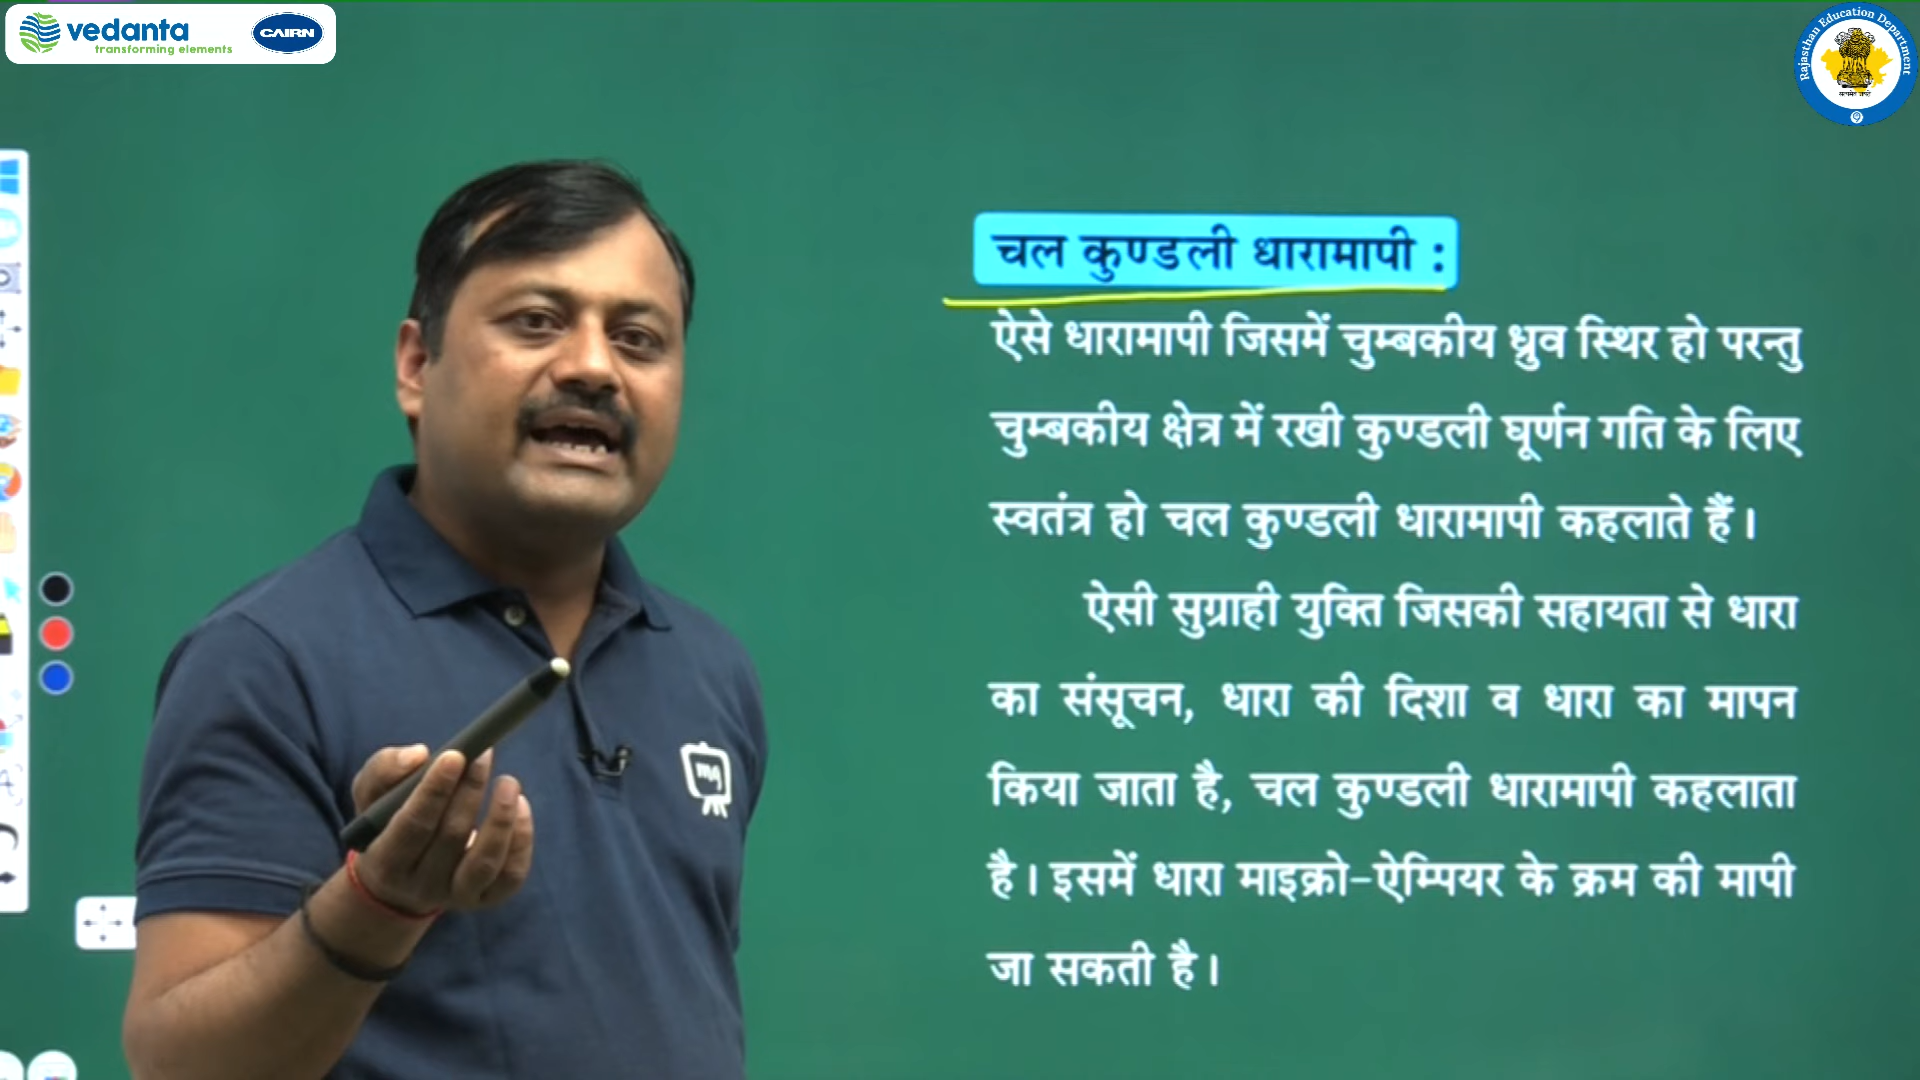 vedanta
transforming elements
CAIRN
Rajasthan Education Department
चल कुण्डली धारामापी :
ऐसे धारामापी जिसमें चुम्बकीय ध्रुव स्थिर हो परन्तु
चुम्बकीय क्षेत्र में रखी कुण्डली घूर्णन गति के लिए
स्वतंत्र हो चल कुण्डली धारामापी कहलाते हैं।
ऐसी सुग्राही युक्ति जिसकी सहायता से धारा
का संसूचन, धारा की दिशा व धारा का मापन
किया जाता है, चल कुण्डली धारामापी कहलाता
है। इसमें धारा माइक्रो-ऐम्पियर के क्रम की मापी
जा सकती है।